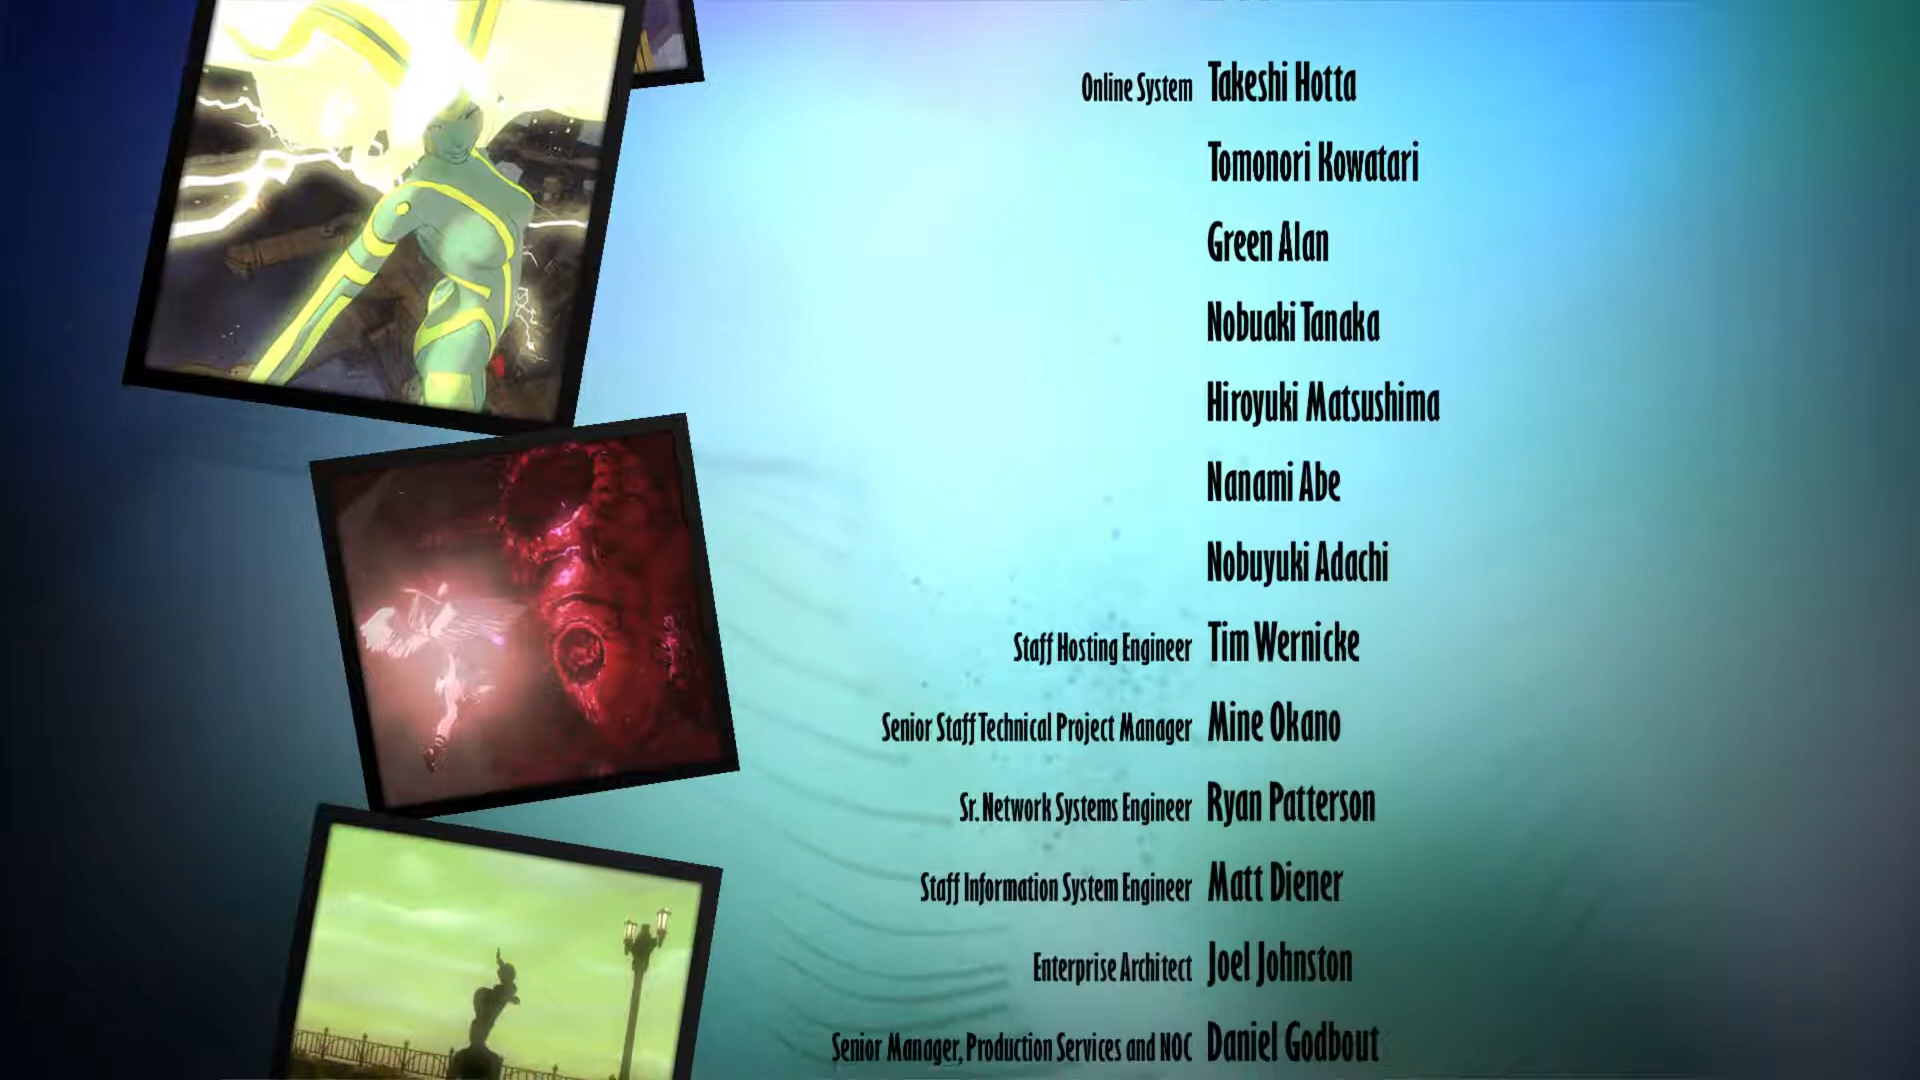 Online System Takeshi Hotta
Tomonori Kowatari
Green Alan
Nobuaki Tanaka
Hiroyuki Matsushima
Nanami Abe
Nobuyuki Adachi
Staff Hosting Engineer Tim Wernicke
Senior Staff Technical Project Manager Mine Okano
Sr. Network Systems Engineer Ryan Patterson
Staff Information System Engineer Matt Diener
Enterprise Architect Joel Johnston
Senior Manager, Production Services and NOC Daniel Godbout